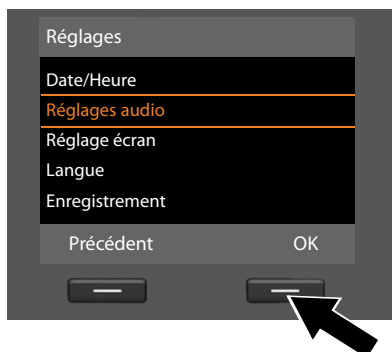 Réglages
Date/Heure
Réglages audio
Réglage écran
Langue
Enregistrement
Précédent OK